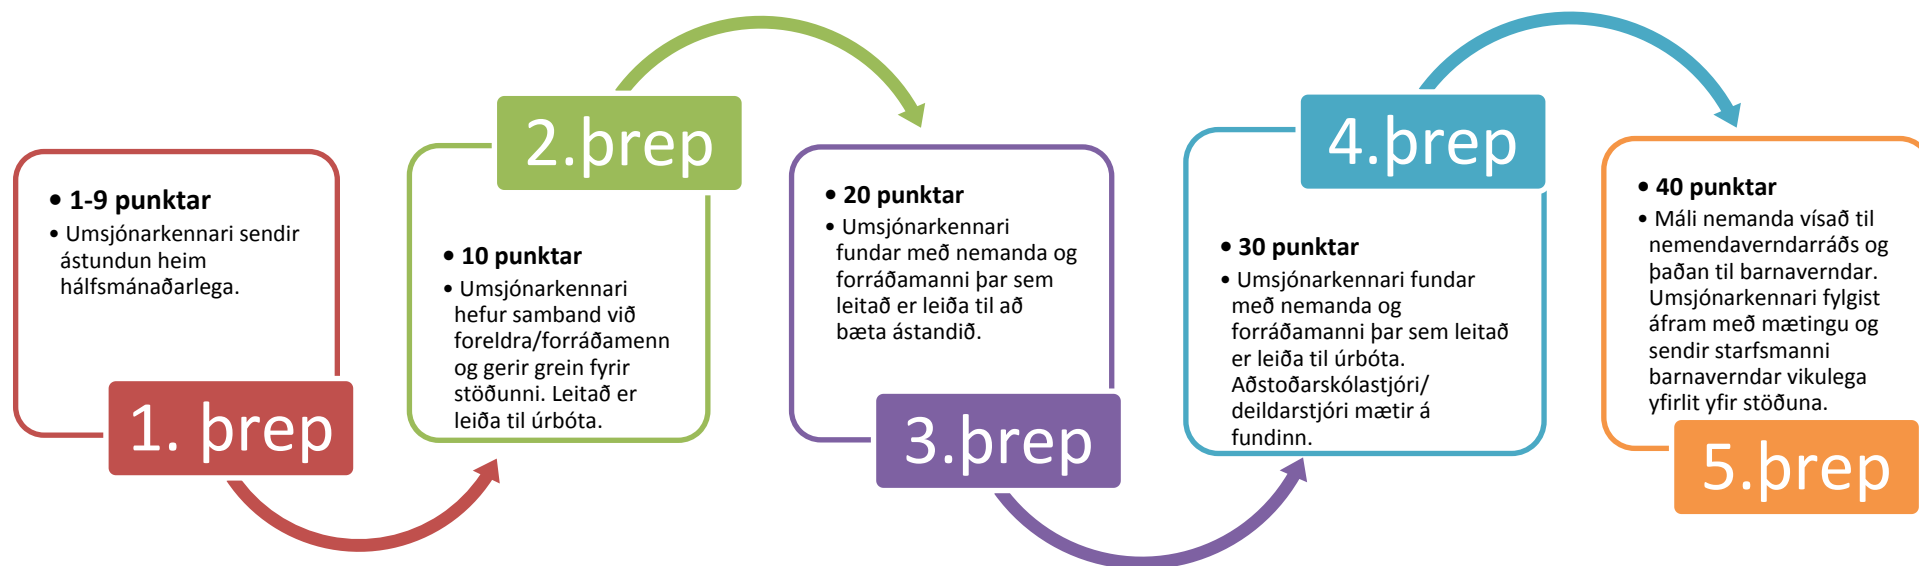 • 1-9 punktar
• Umsjónarkennari sendir
ástundun heim
hálfsmánaðarlega.
1. þrep
2.þrep
• 10 punktar
• Umsjónarkennari
hefur samband við
foreldra/forráðamenn
og gerir grein fyrir
stöðunni. Leitað er
leiða til úrbóta.
• 20 punktar
• Umsjónarkennari
fundar með nemanda og
forráðamanni þar sem
leitað er leiða til að
bæta ástandið.
3.þrep
4.þrep
• 30 punktar
• Umsjónarkennari fundar
með nemanda og
forráðamanni þar sem leitað
er leiða til úrbóta.
Aðstoðarskólastjóri/
deildarstjóri mætir á
fundinn.
• 40 punktar
• Máli nemanda vísað til
nemendaverndarráðs og
þaðan til barnaverndar.
Umsjónarkennari fylgist
áfram með mætingu og
sendir starfsmanni
barnaverndar vikulega
yfirlit yfir stöðuna.
5.þrep